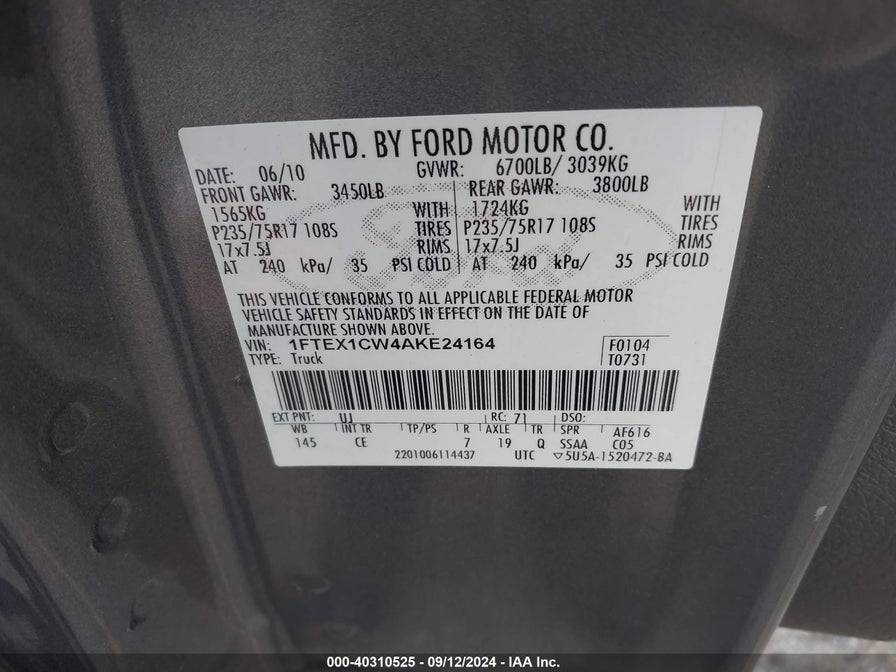 MFD. BY FORD MOTOR CO.
DATE: 06/10 GVWR: 6700LB/ 3039KG
FRONT GAWR: 3450LB REAR GAWR: 3800LB
1565KG WITH 1724KG WITH
P235/75R17 108S TIRES P235/75R17 108S TIRES
17x7.5J RIMS 17x7.5J RIMS
AT 240 kPa/ 35 PSI COLD AT 240 kPa/ 35 PSI COLD
THIS VEHICLE CONFORMS TO ALL APPLICABLE FEDERAL MOTOR
VEHICLE SAFETY STANDARDS IN EFFECT ON THE DATE OF
MANUFACTURE SHOWN ABOVE.
VIN: 1FTEX1CW4AKE24164 F0104
TYPE: Truck T0731
EXT PNT: UJ RC: 71 DSO:
WB INT TR TP/PS R AXLE TR SPR AF616
145 CE 7 19 Q SSAA C05
2201006114437 UTC ▽5U5A-1520472-BA
Ford
000-40310525 - 09/12/2024 - IAA Inc.